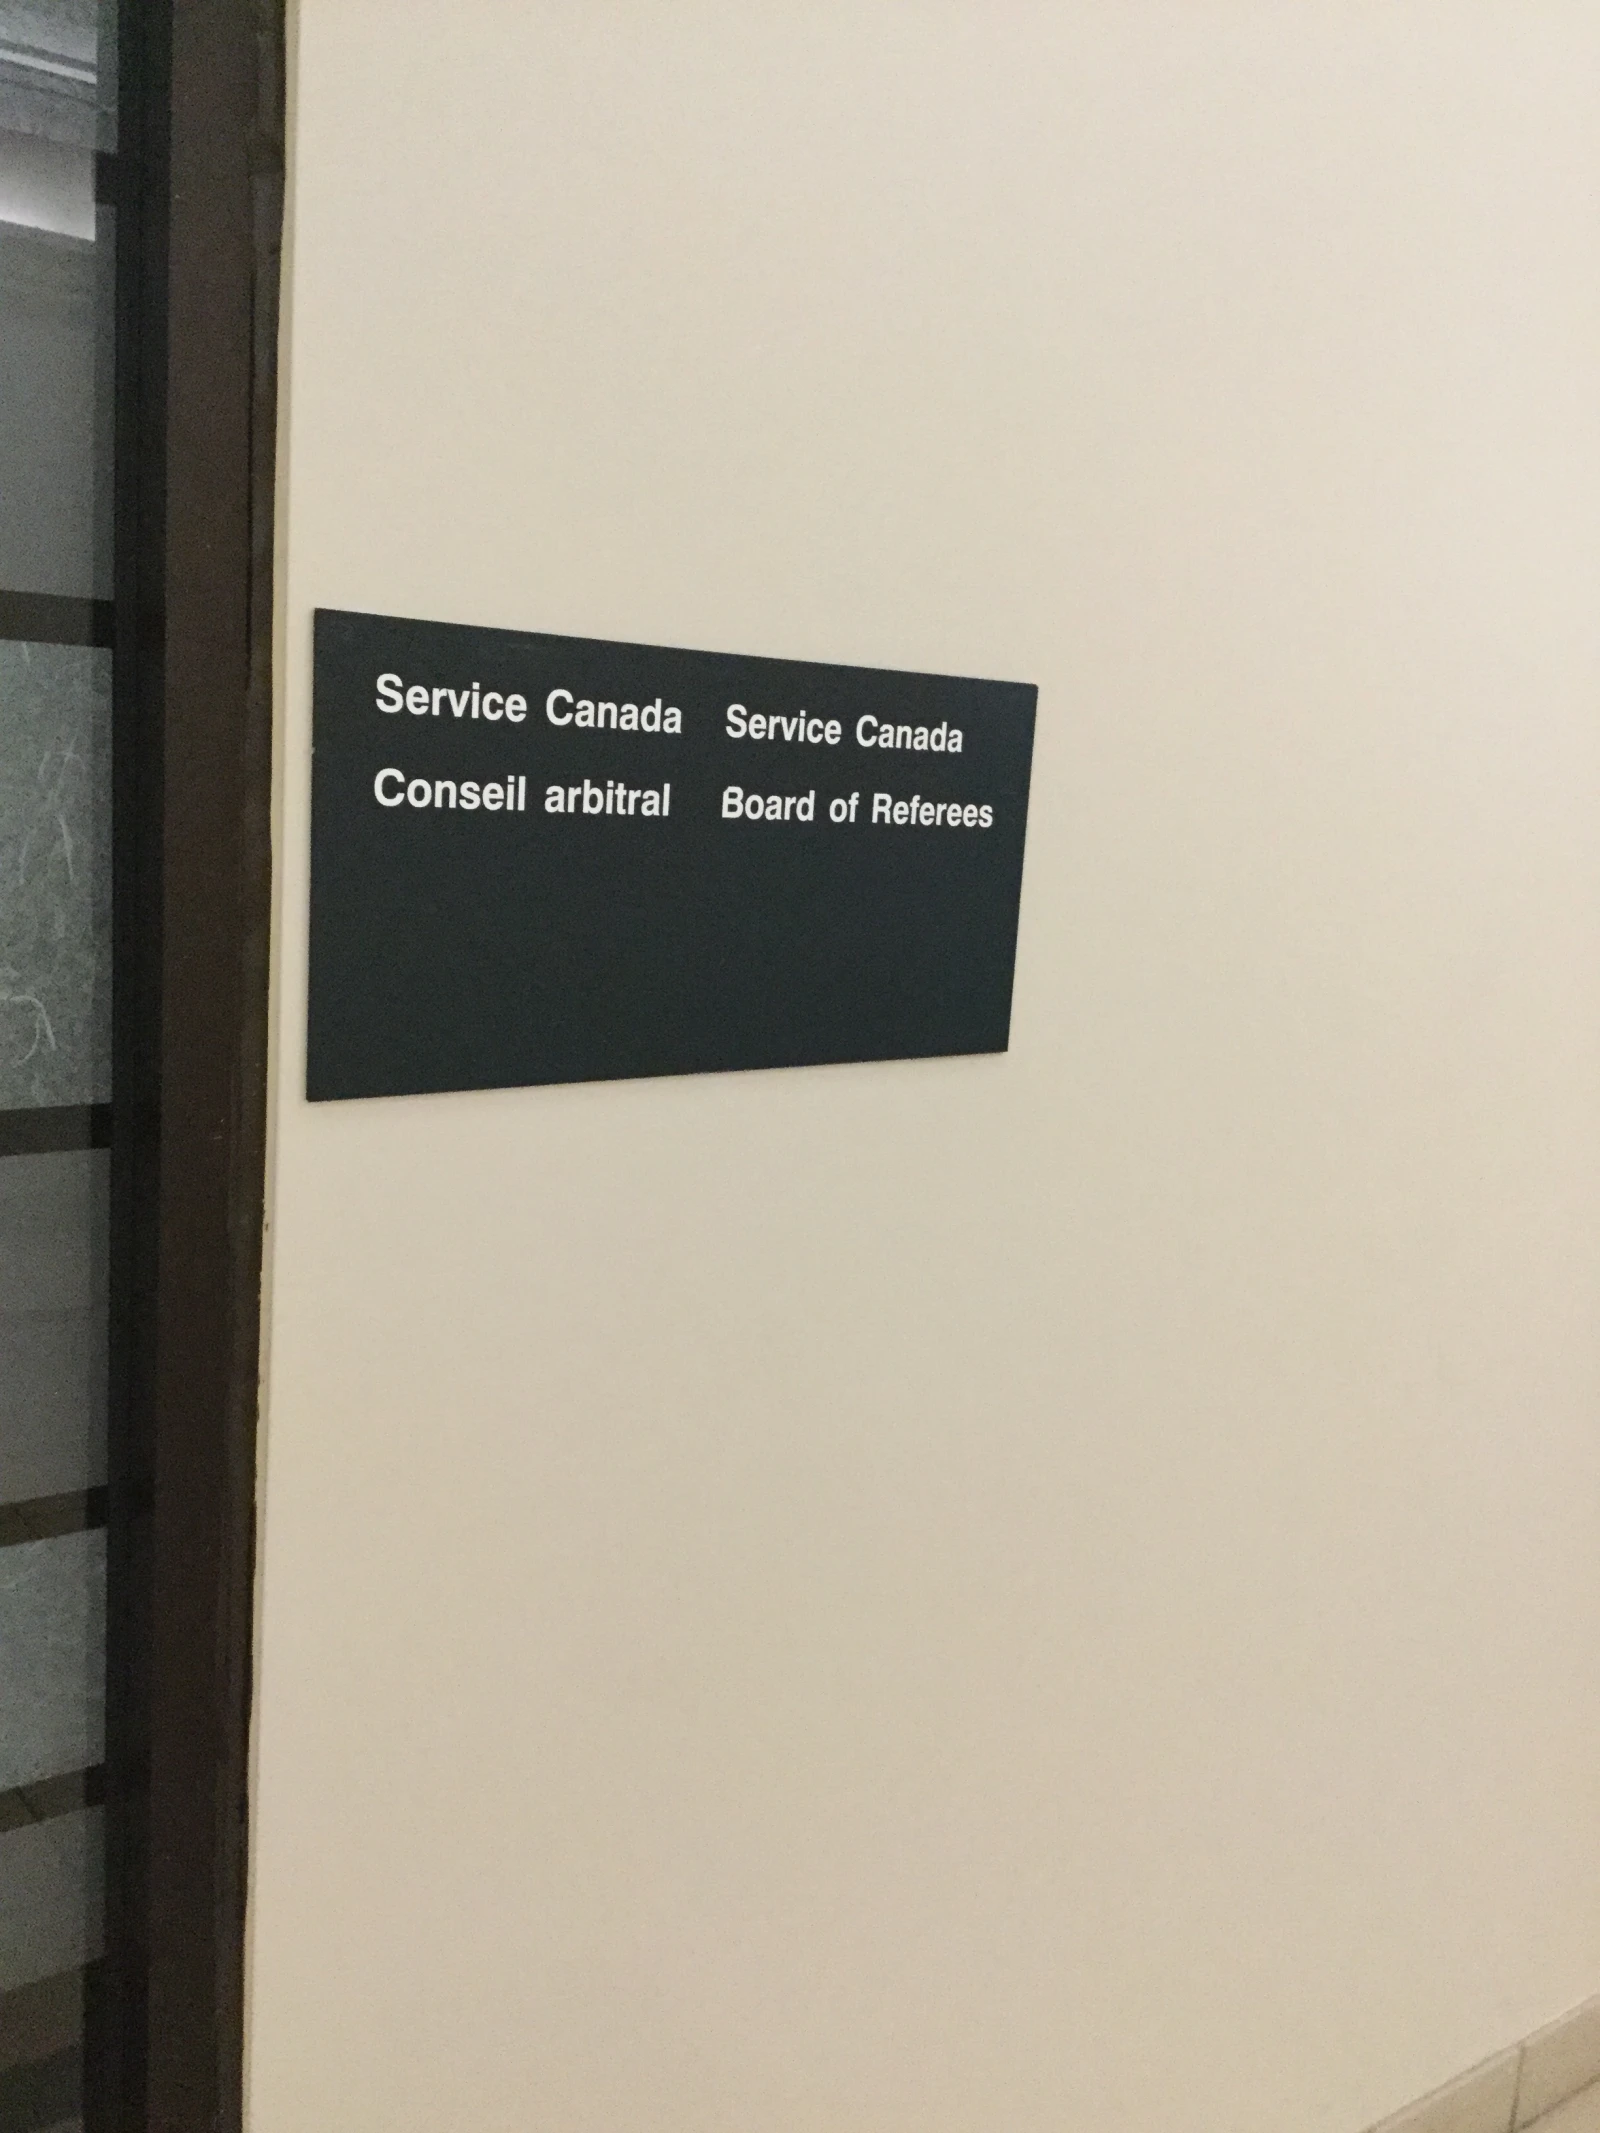 Service Canada
Conseil arbitral
Service Canada
Board of Referees